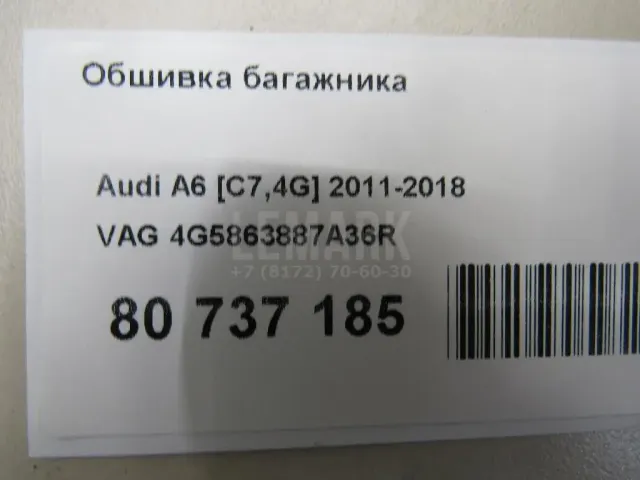 Обшивка багажника
Audi A6 [C7,4G] 2011-2018
VAG 4G5863887A36R
LEMARK
+7 (8172) 70-60-30
80 737 185